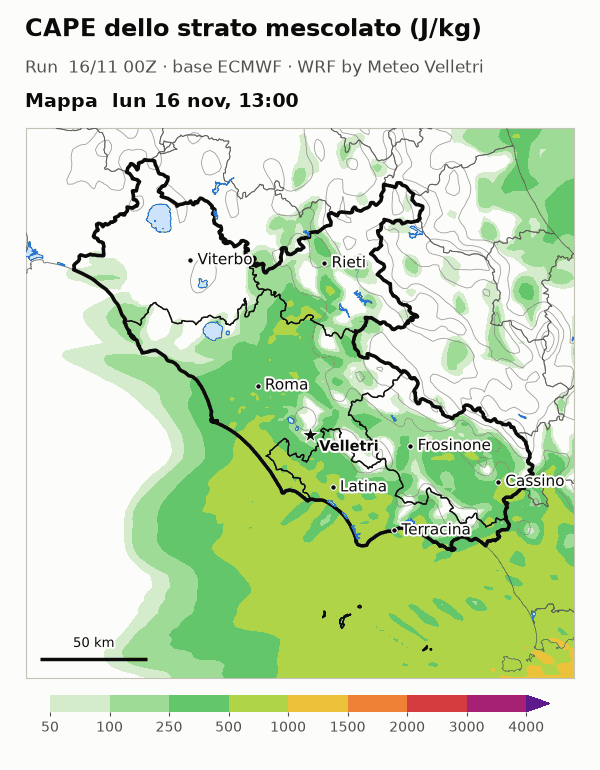 CAPE dello strato mescolato (J/kg)
Run  16/11 00Z · base ECMWF · WRF by Meteo Velletri
Mappa  lun 16 nov, 13:00
Viterbo
Rieti
Roma
Velletri
Frosinone
Cassino
Latina
Terracina
50 km
50 100 250 500 1000 1500 2000 3000 4000